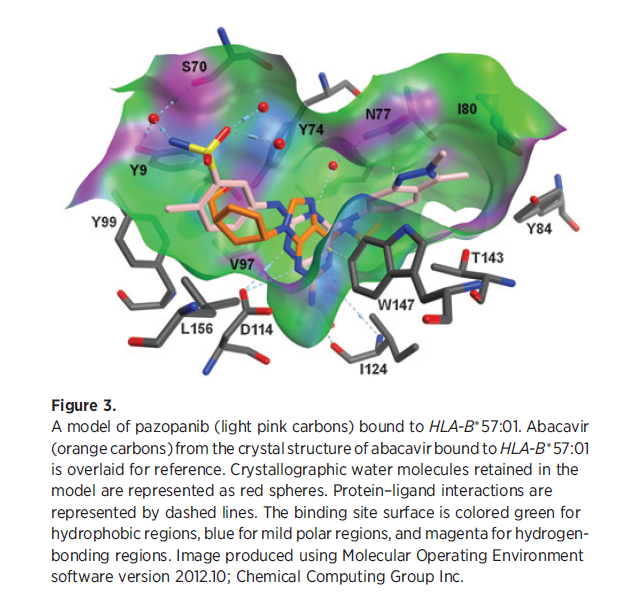 S70
N77
I80
Y74
Y9
Y99
Y84
V97
T143
W147
L156
D114
I124
Figure 3.
A model of pazopanib (light pink carbons) bound to HLA-B*57:01. Abacavir
(orange carbons) from the crystal structure of abacavir bound to HLA-B*57:01
is overlaid for reference. Crystallographic water molecules retained in the
model are represented as red spheres. Protein–ligand interactions are
represented by dashed lines. The binding site surface is colored green for
hydrophobic regions, blue for mild polar regions, and magenta for hydrogen-
bonding regions. Image produced using Molecular Operating Environment
software version 2012.10; Chemical Computing Group Inc.